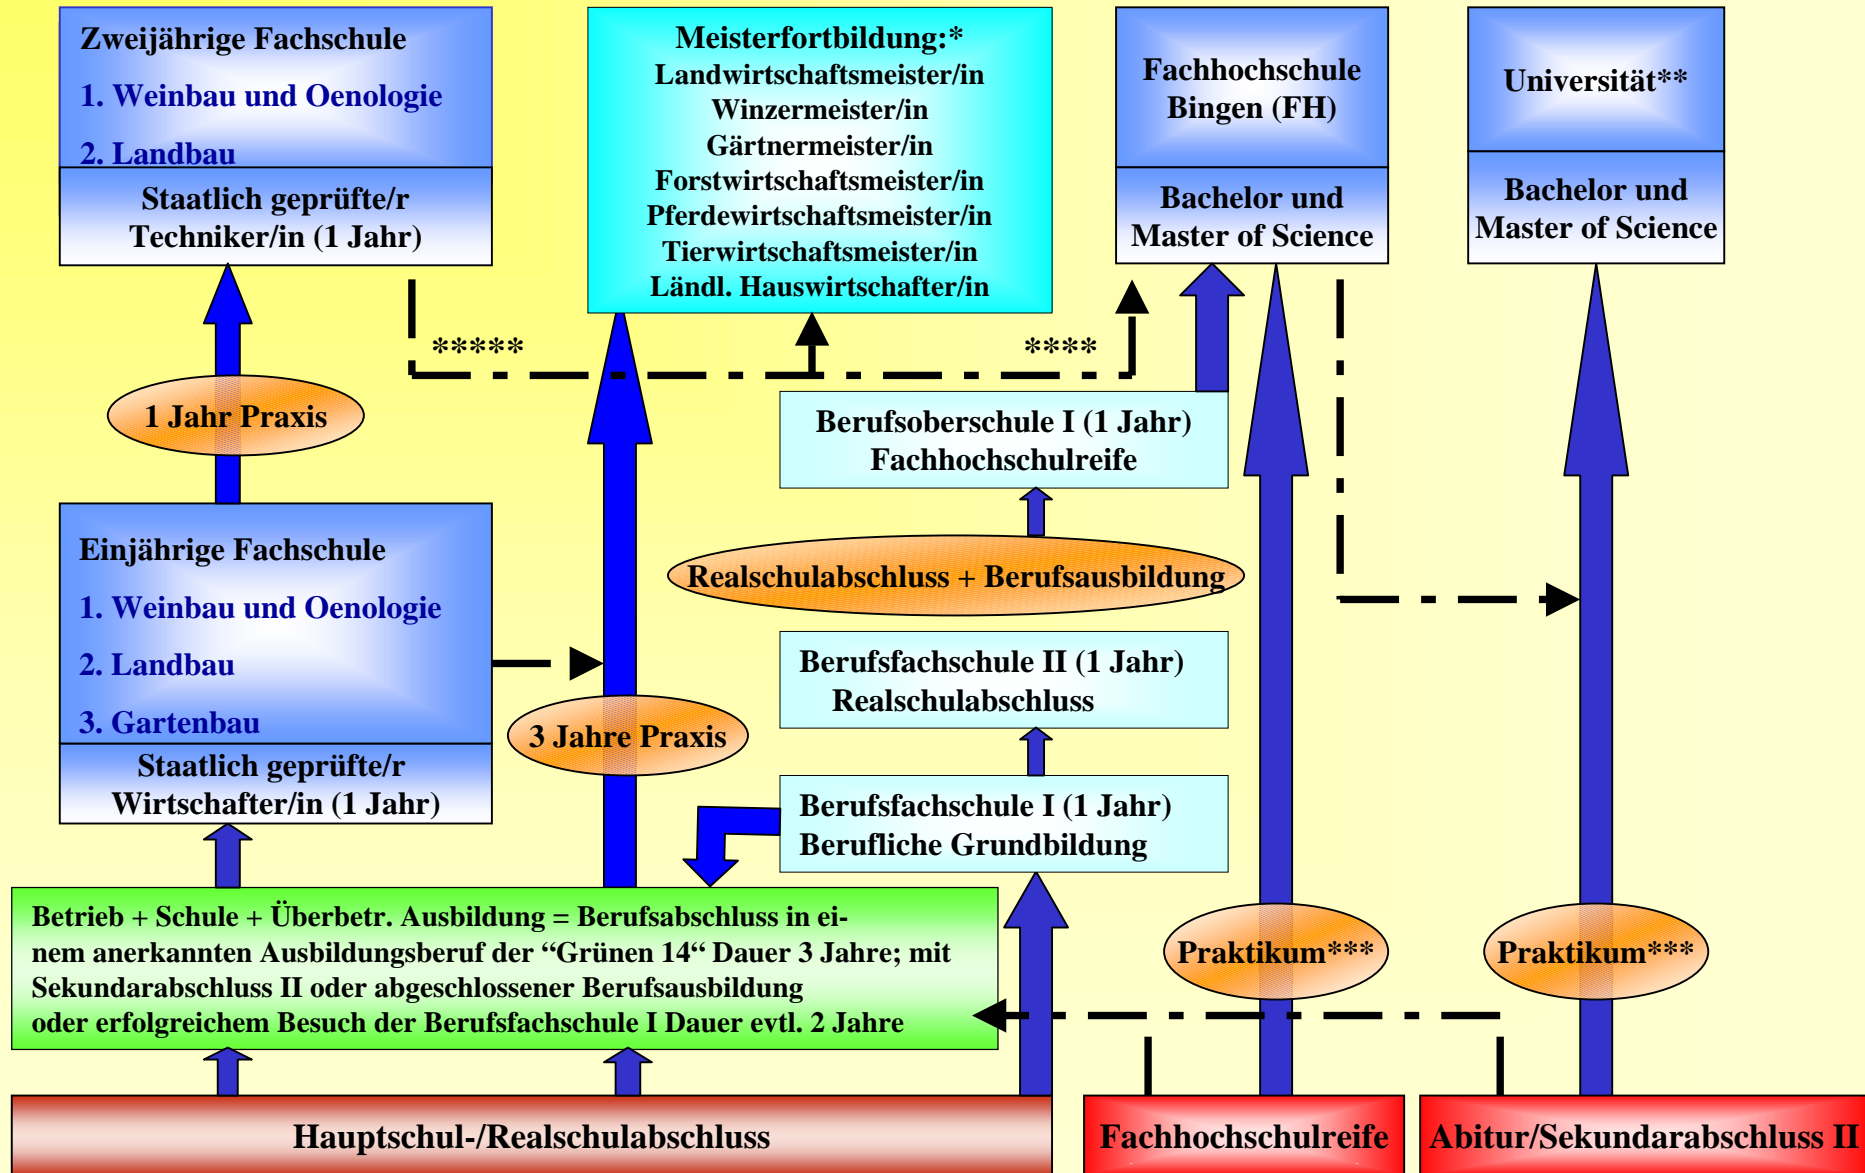 Zweijährige Fachschule
1. Weinbau und Oenologie
2. Landbau
Staatlich geprüfte/r
Techniker/in (1 Jahr)
Meisterfortbildung:*
Landwirtschaftsmeister/in
Winzermeister/in
Gärtnermeister/in
Forstwirtschaftsmeister/in
Pferdewirtschaftsmeister/in
Tierwirtschaftsmeister/in
Ländl. Hauswirtschafter/in
Fachhochschule
Bingen (FH)
Bachelor und
Master of Science
Universität**
Bachelor und
Master of Science
*****
****
1 Jahr Praxis
Berufsoberschule I (1 Jahr)
Fachhochschulreife
Einjährige Fachschule
1. Weinbau und Oenologie
2. Landbau
3. Gartenbau
Staatlich geprüfte/r
Wirtschafter/in (1 Jahr)
Realschulabschluss + Berufsausbildung
Berufsfachschule II (1 Jahr)
Realschulabschluss
3 Jahre Praxis
Berufsfachschule I (1 Jahr)
Berufliche Grundbildung
Betrieb + Schule + Überbetr. Ausbildung = Berufsabschluss in ei-
nem anerkannten Ausbildungsberuf der “Grünen 14“ Dauer 3 Jahre; mit
Sekundarabschluss II oder abgeschlossener Berufsausbildung
oder erfolgreichem Besuch der Berufsfachschule I Dauer evtl. 2 Jahre
Praktikum***
Praktikum***
Hauptschul-/Realschulabschluss
Fachhochschulreife
Abitur/Sekundarabschluss II